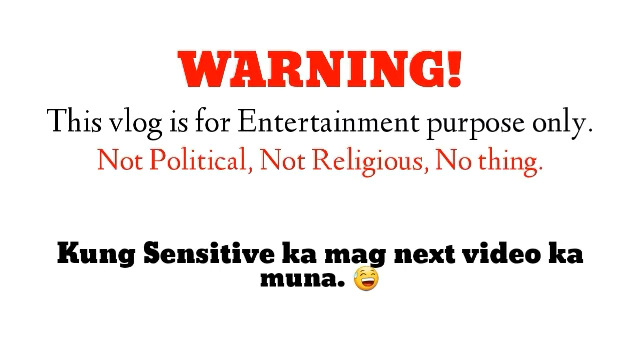 WARNING!
This vlog is for Entertainment purpose only.
Not Political, Not Religious, No thing.
Kung Sensitive ka mag next video ka
muna. 😅